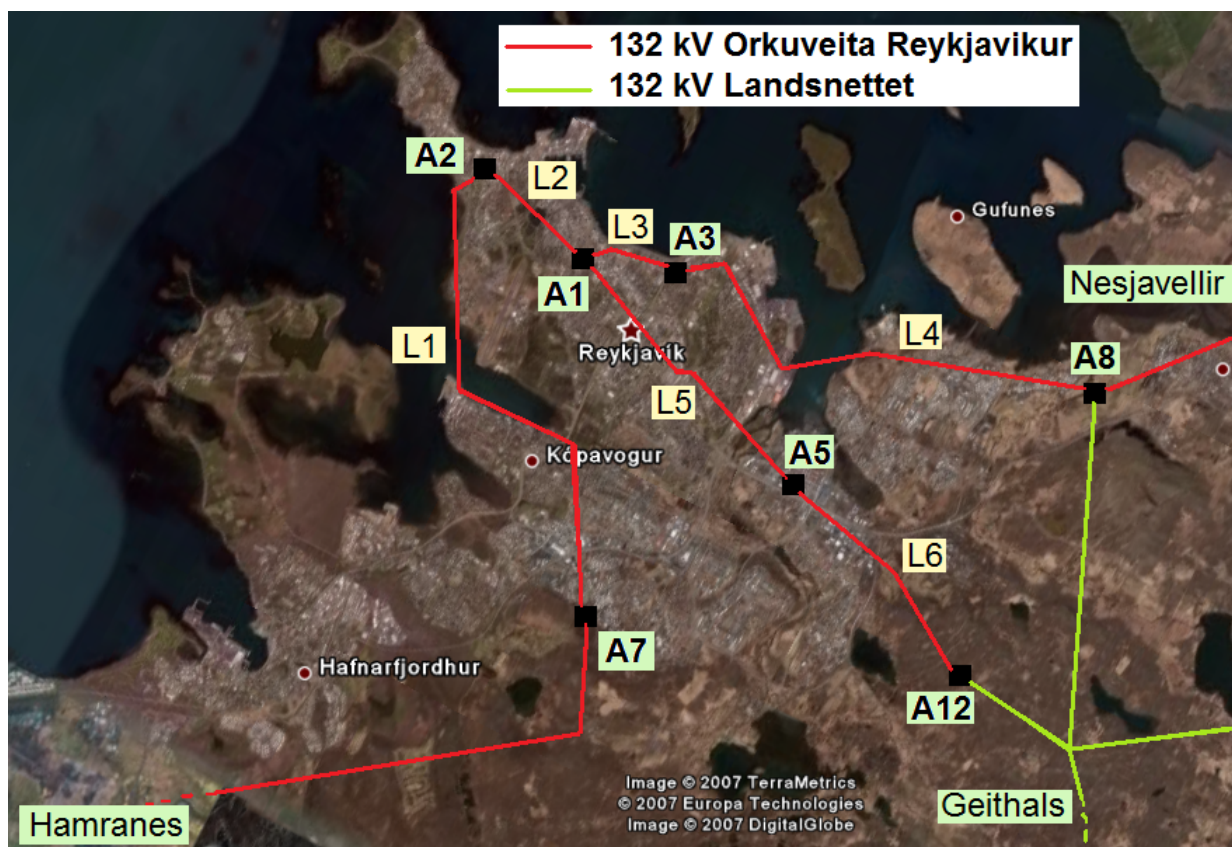 132 kV Orkuveita Reykjavikur
132 kV Landsnettet
A2
L2
Gufunes
L3
A3
A1
Nesjavellir
Reykjavík
L1
L4
A8
L5
Kópavogur
A5
L6
A7
Hafnarfjordhur
A12
Image © 2007 TerraMetrics
© 2007 Europa Technologies
Image © 2007 DigitalGlobe
Geithals
Hamranes